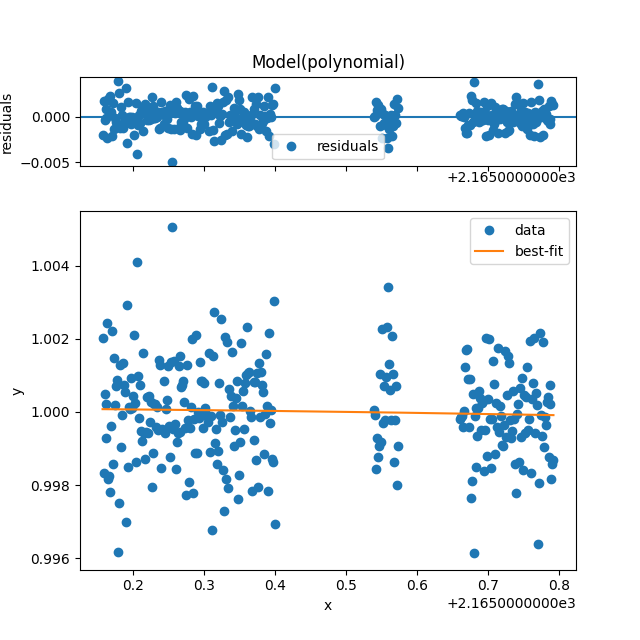 Model(polynomial)
residuals
0.000
−0.005
residuals
+2.1650000000e3
y
1.004
1.002
1.000
0.998
0.996
data
best-fit
0.2 0.3 0.4 0.5 0.6 0.7 0.8
x
+2.1650000000e3